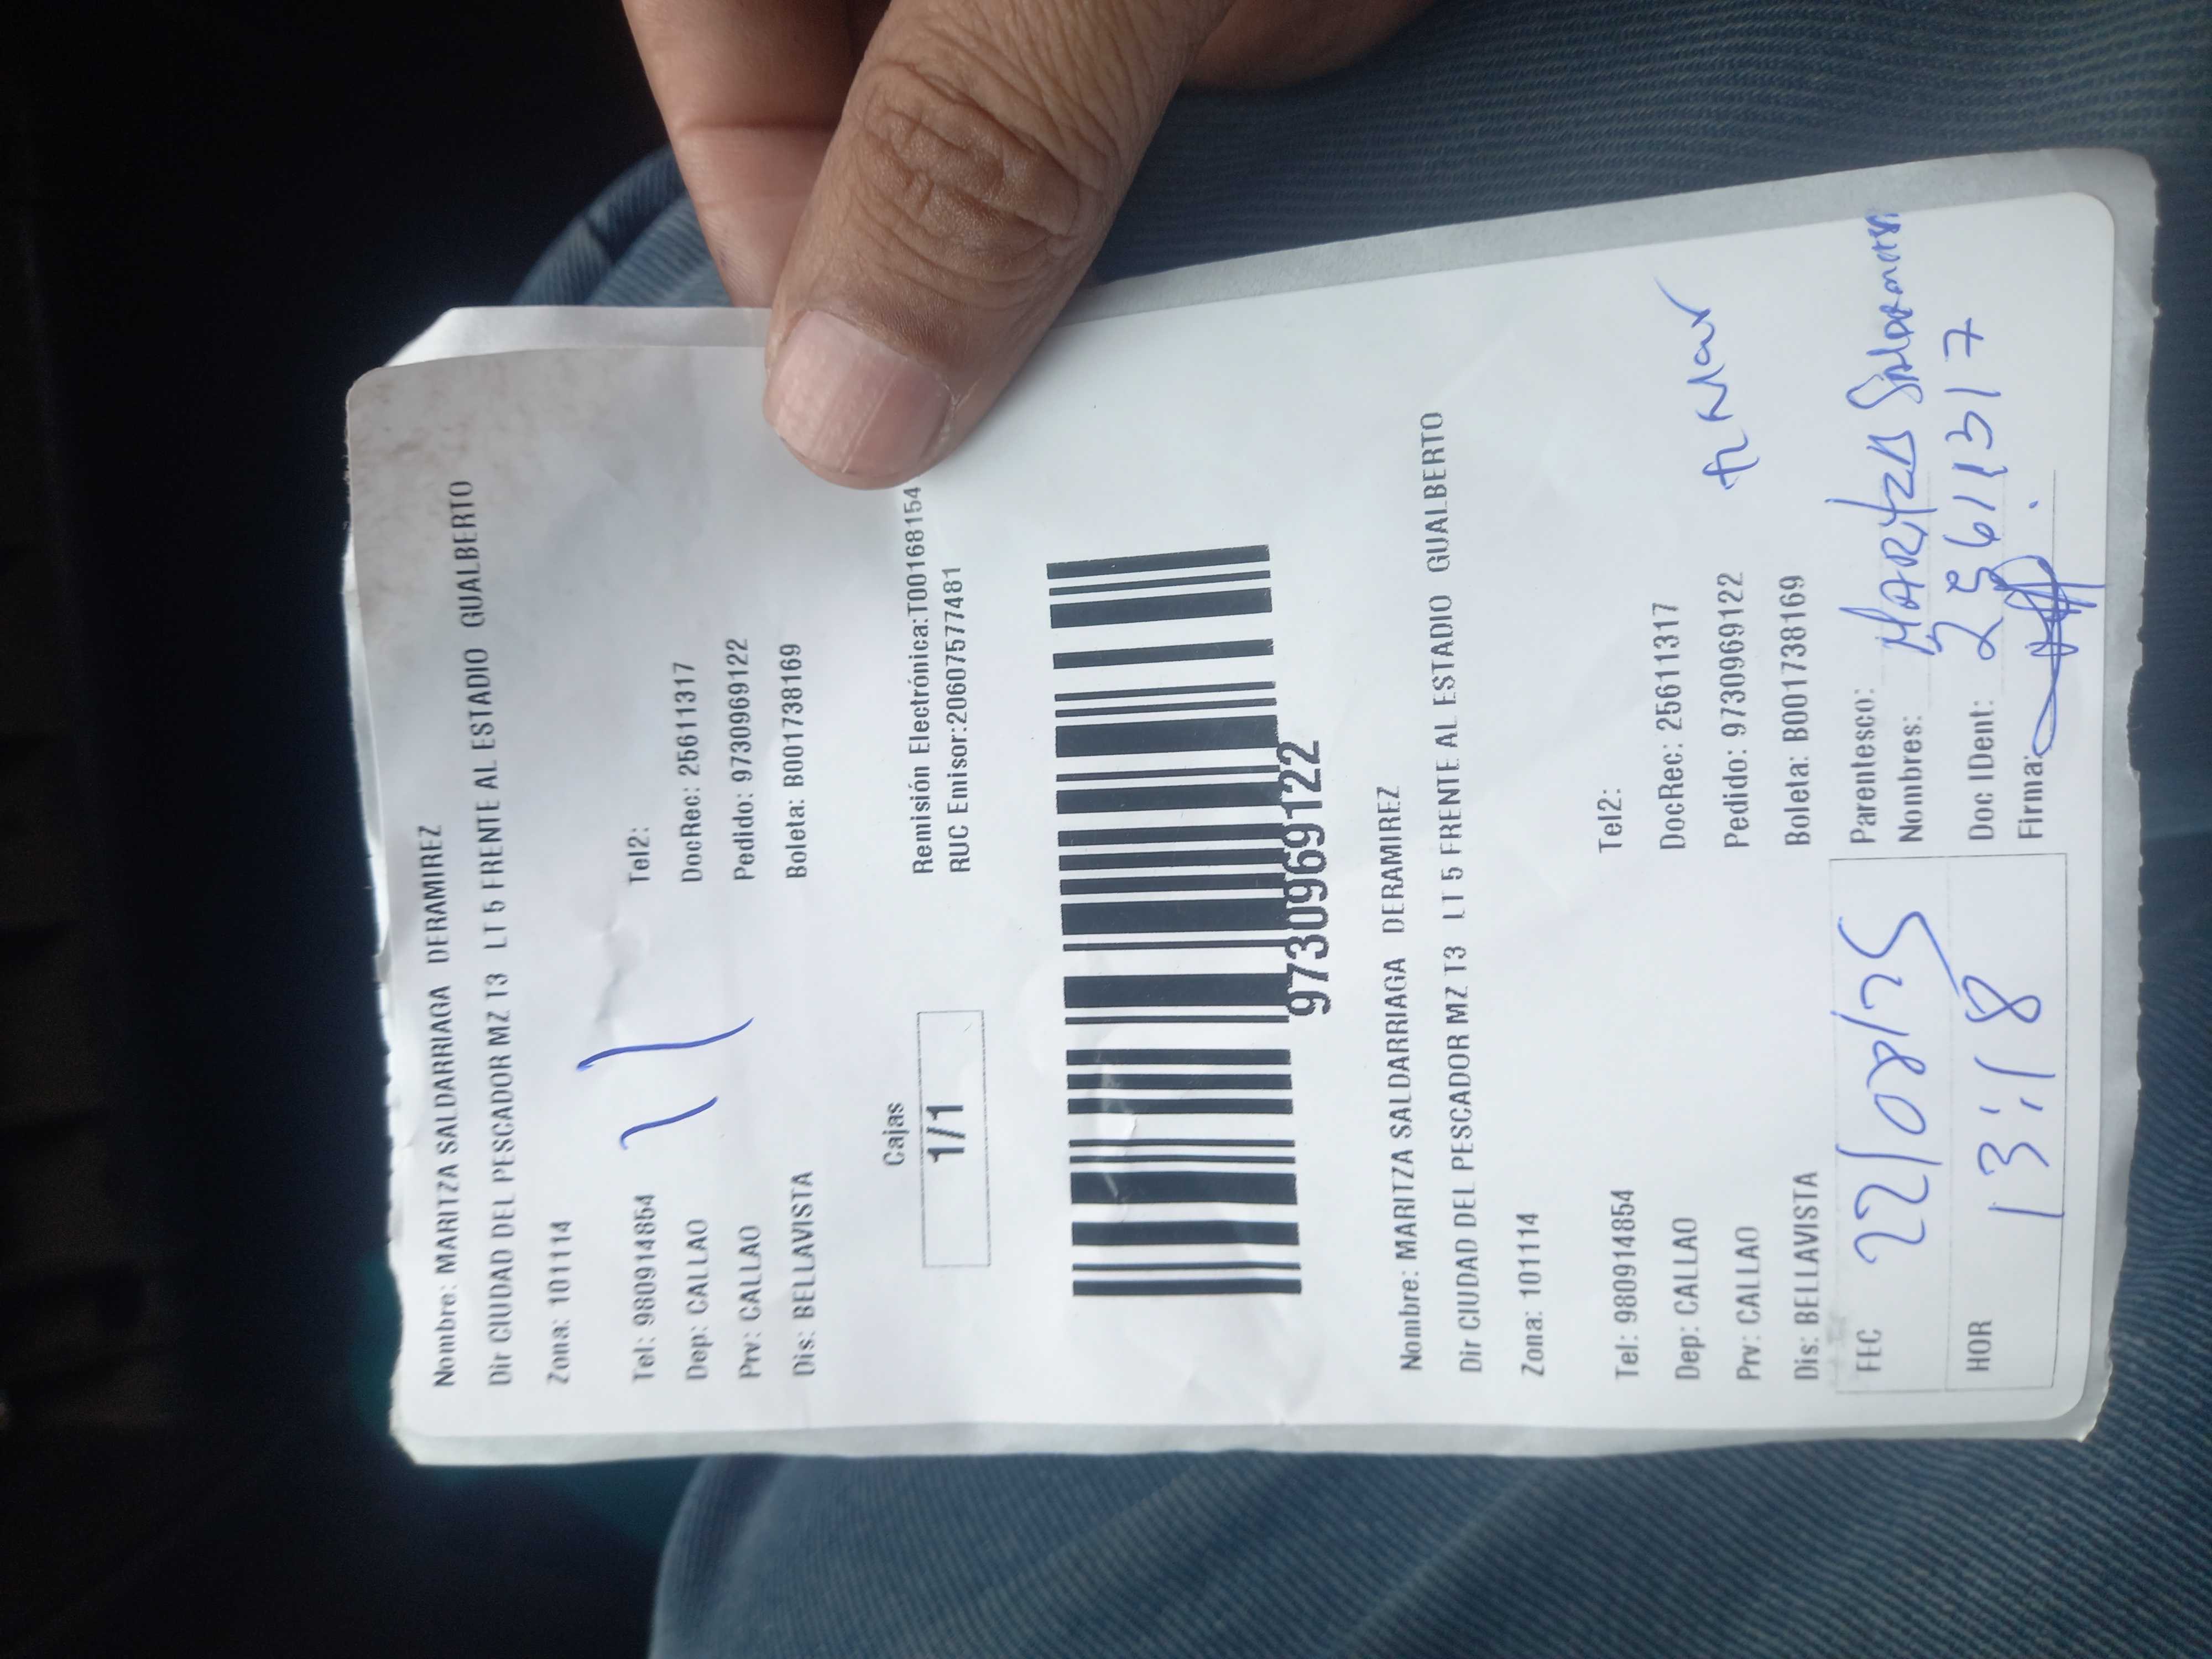 Nombre: MARITZA SALDARRIAGA DERAMIREZ
Dir CIUDAD DEL PESCADOR MZ T3 LT 5 FRENTE AL ESTADIO GUALBERTO
Zona: 101114
Tel: 980914854 Tel2:
Dep: CALLAO DocRec: 25611317
Prv: CALLAO Pedido: 9730969122
Dis: BELLAVISTA Boleta: B001738169
Cajas
1/1
Remisión Electrónica:T00168154
RUC Emisor:20607577481
9730969122
Nombre: MARITZA SALDARRIAGA DERAMIREZ
Dir CIUDAD DEL PESCADOR MZ T3 LT 5 FRENTE AL ESTADIO GUALBERTO
Zona: 101114
Tel: 980914854 Tel2:
Dep: CALLAO DocRec: 25611317
Prv: CALLAO Pedido: 9730969122
Dis: BELLAVISTA Boleta: B001738169
FEC 22/08/25 Parentesco:
Nombres: MARITZA
HOR 13:18 Doc IDent: 25611317
Firma: